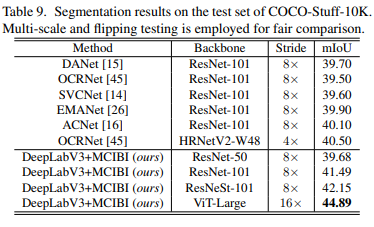 Table 9. Segmentation results on the test set of COCO-Stuff-10K.
Multi-scale and flipping testing is employed for fair comparison.
Method Backbone Stride mIoU
DANet [15] ResNet-101 8× 39.70
OCRNet [45] ResNet-101 8× 39.50
SVCNet [14] ResNet-101 8× 39.60
EMANet [26] ResNet-101 8× 39.90
ACNet [16] ResNet-101 8× 40.10
OCRNet [45] HRNetV2-W48 4× 40.50
DeepLabV3+MCIBI (ours) ResNet-50 8× 39.68
DeepLabV3+MCIBI (ours) ResNet-101 8× 41.49
DeepLabV3+MCIBI (ours) ResNeSt-101 8× 42.15
DeepLabV3+MCIBI (ours) ViT-Large 16× 44.89